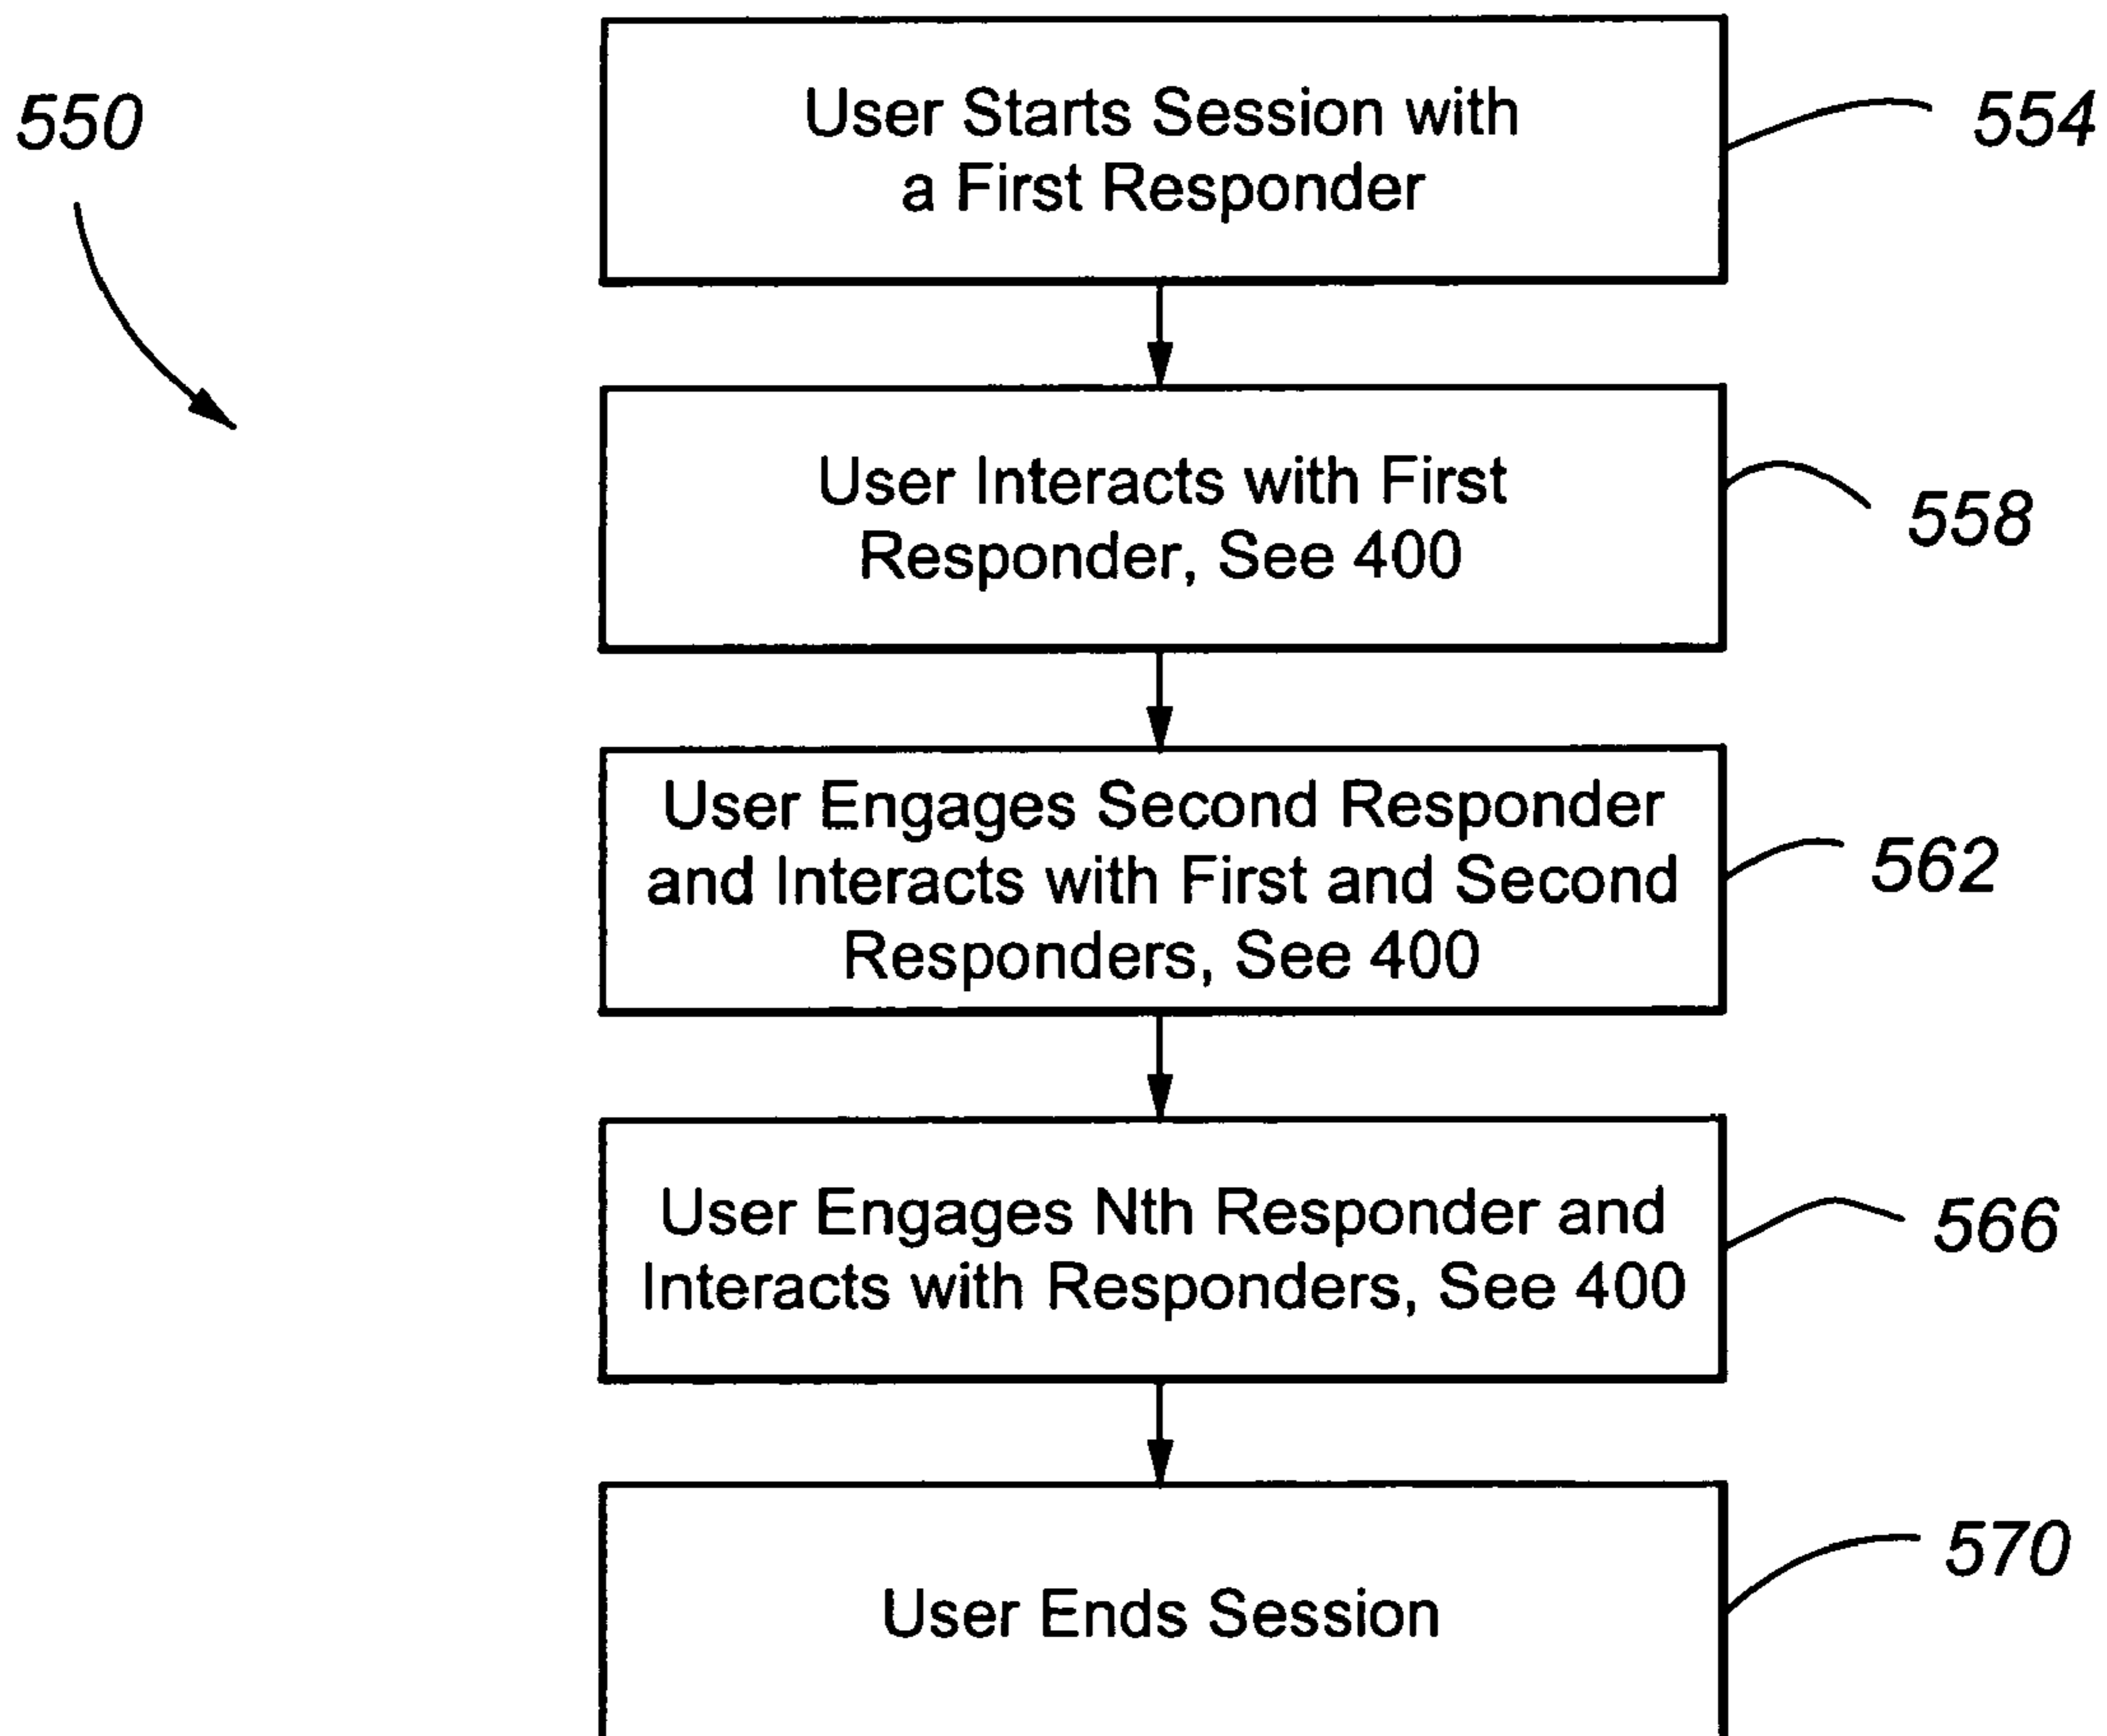 550
User Starts Session with
a First Responder
554
User Interacts with First
Responder, See 400
558
User Engages Second Responder
and Interacts with First and Second
Responders, See 400
562
User Engages Nth Responder and
Interacts with Responders, See 400
566
User Ends Session
570